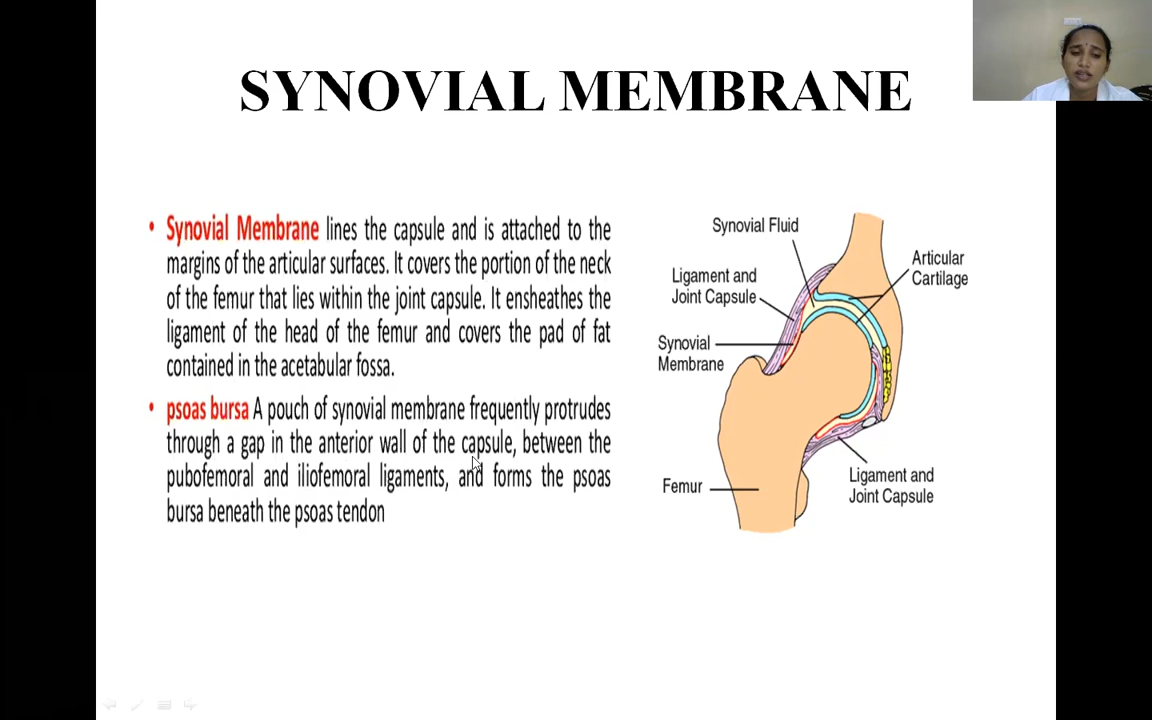 SYNOVIAL MEMBRANE
• Synovial Membrane lines the capsule and is attached to the
margins of the articular surfaces. It covers the portion of the neck
of the femur that lies within the joint capsule. It ensheathes the
ligament of the head of the femur and covers the pad of fat
contained in the acetabular fossa.
• psoas bursa A pouch of synovial membrane frequently protrudes
through a gap in the anterior wall of the capsule, between the
pubofemoral and iliofemoral ligaments, and forms the psoas
bursa beneath the psoas tendon
Synovial Fluid
Ligament and
Joint Capsule
Synovial
Membrane
Femur
Articular
Cartilage
Ligament and
Joint Capsule